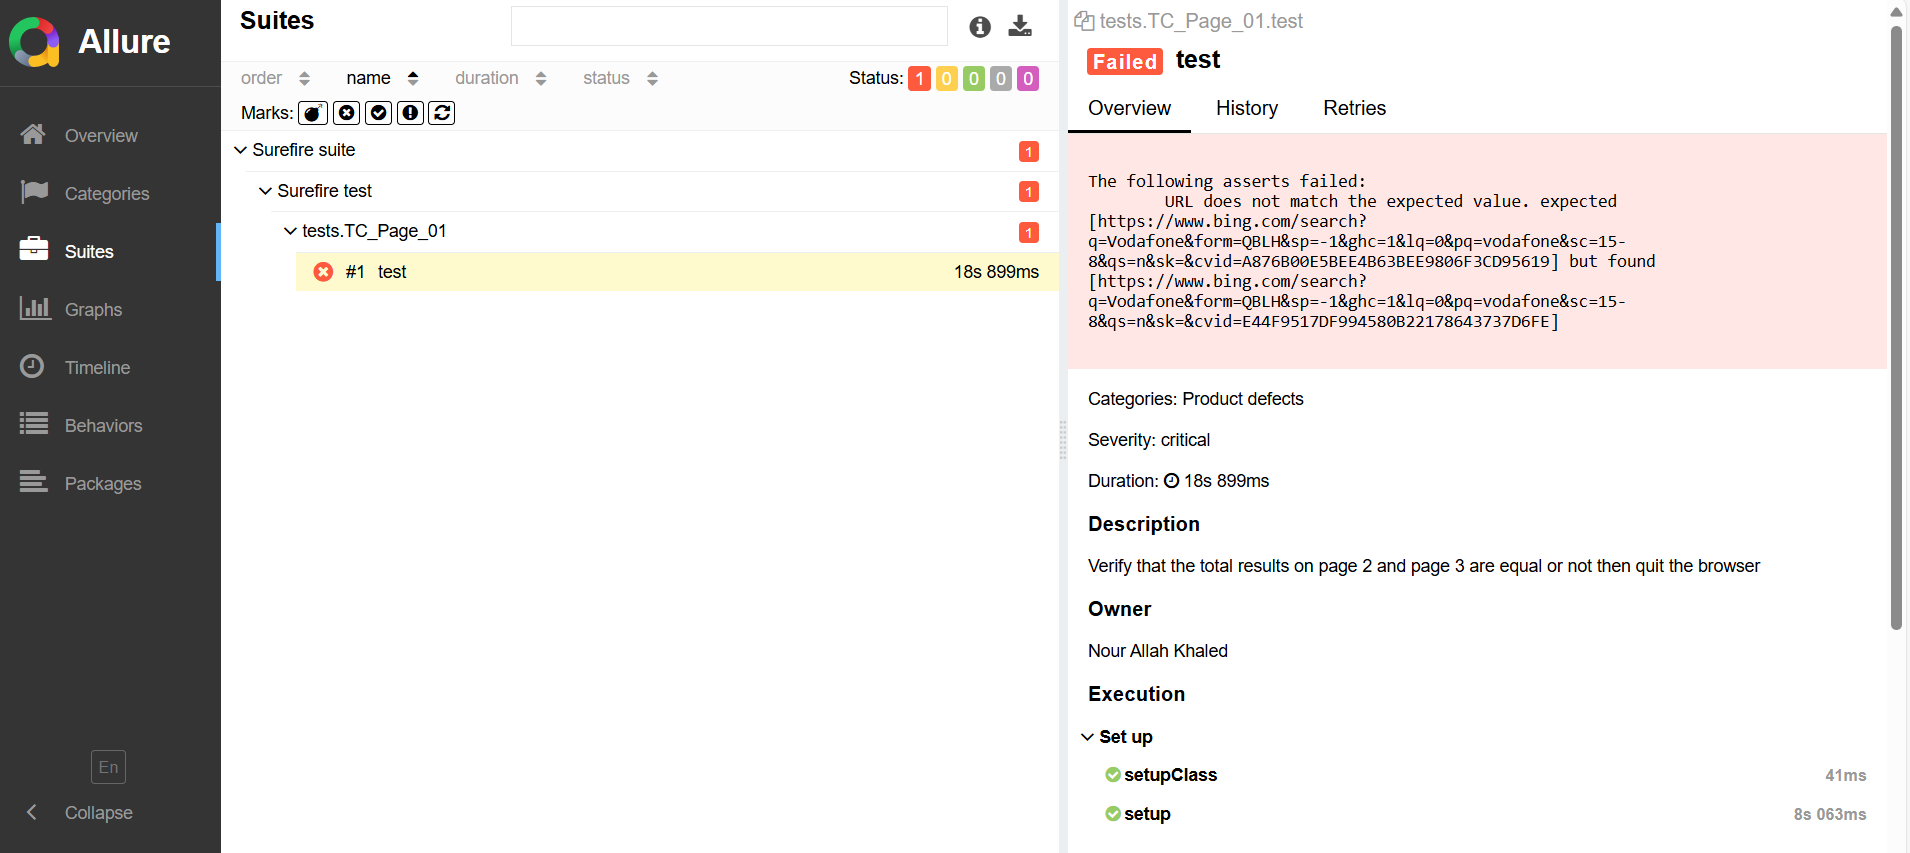 Allure
Overview
Categories
Suites
Graphs
Timeline
Behaviors
Packages
En
Collapse
Suites
order name duration status Status: 1 0 0 0 0
Marks:
Surefire suite 1
Surefire test 1
tests.TC_Page_01 1
#1 test 18s 899ms
tests.TC_Page_01.test
Failed test
Overview History Retries
The following asserts failed:
URL does not match the expected value. expected
[https://www.bing.com/search?
q=Vodafone&form=QBLH&sp=-1&ghc=1&lq=0&pq=vodafone&sc=15-
8&qs=n&sk=&cvid=A876B00E5BEE4B63BEE9806F3CD95619] but found
[https://www.bing.com/search?
q=Vodafone&form=QBLH&sp=-1&ghc=1&lq=0&pq=vodafone&sc=15-
8&qs=n&sk=&cvid=E44F9517DF994580B22178643737D6FE]
Categories: Product defects
Severity: critical
Duration: 18s 899ms
Description
Verify that the total results on page 2 and page 3 are equal or not then quit the browser
Owner
Nour Allah Khaled
Execution
Set up
setupClass 41ms
setup 8s 063ms